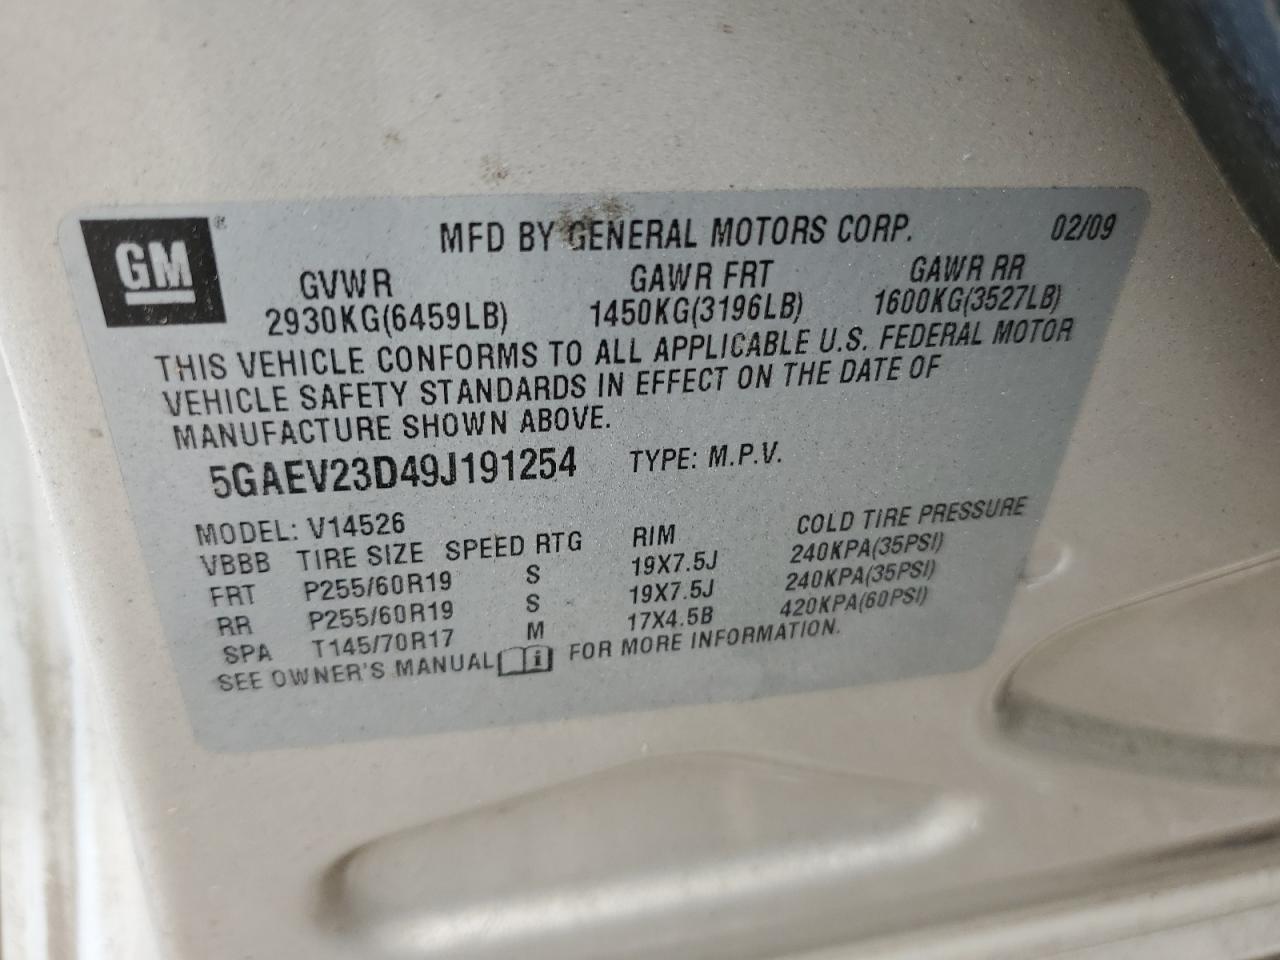 GM®
MFD BY GENERAL MOTORS CORP. 02/09
GVWR GAWR FRT GAWR RR
2930KG(6459LB) 1450KG(3196LB) 1600KG(3527LB)
THIS VEHICLE CONFORMS TO ALL APPLICABLE U.S. FEDERAL MOTOR
VEHICLE SAFETY STANDARDS IN EFFECT ON THE DATE OF
MANUFACTURE SHOWN ABOVE.
5GAEV23D49J191254 TYPE: M.P.V.
MODEL: V14526
VBBB TIRE SIZE SPEED RTG RIM COLD TIRE PRESSURE
FRT P255/60R19 S 19X7.5J 240KPA(35PSI)
RR P255/60R19 S 19X7.5J 240KPA(35PSI)
SPA T145/70R17 M 17X4.5B 420KPA(60PSI)
SEE OWNER'S MANUAL i FOR MORE INFORMATION.